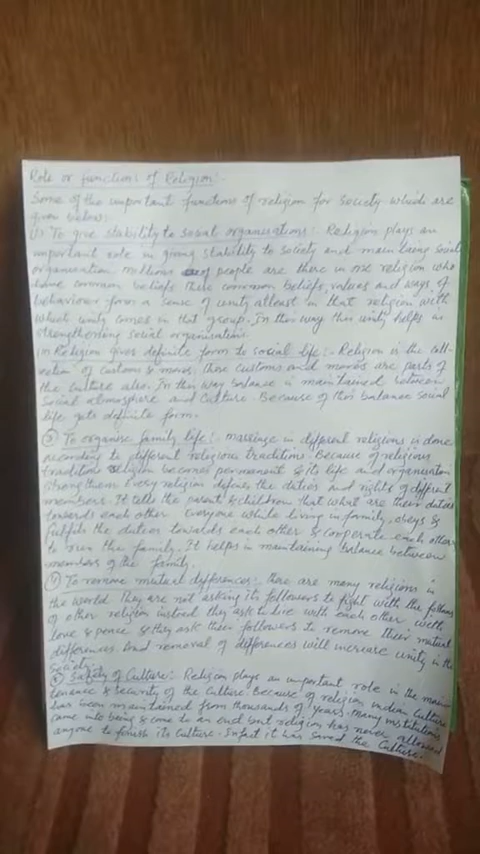 Role or functions of Religion:-
Some of the important functions of religion for society which are
given below:
(1) To give stability to social organisations:- Religion plays an
important role in giving stability to society and maintaining social
organisation. Millions of people are there in one religion who
have common beliefs. These common beliefs, values and ways of
behaviour form a sense of unity atleast in that religion with
which unity comes in that group. In this way this unity helps in
strengthening social organisations.
Religion gives definite form to social life:- Religion is the coll-
ection of customs & mores. These customs and mores are parts of
the culture also. In this way balance is maintained between
social atmosphere and culture. Because of this balance social
life gets definite form.
(3) To organise family life:- marriage in different religions is done
according to different religious traditions. Because of religious
tradition religion becomes permanent & its life and organisation
strengthens. Every religion defines the duties and rights of different
members. It tells the parents & children that what are their duties
towards each other. Everyone while living in family, obeys &
fulfils the duties towards each other & cooperate each other
to run the family. It helps in maintaining balance between
members of the family.
To remove mutual differences:- there are many religions in
the world. They are not asking its followers to fight with the followers
of other religion instead they ask to live with each other with
love & peace & they ask their followers to remove their mutual
differences. And removal of differences will increase unity in the
society.
Safety of Culture:- Religion plays an important role in the main-
tenance & security of the culture. Because of religion Indian Culture
has been maintained from thousands of years. Many institutions
came into being & come to an end but religion has never allowed
anyone to finish its culture. Infact it has saved the culture.